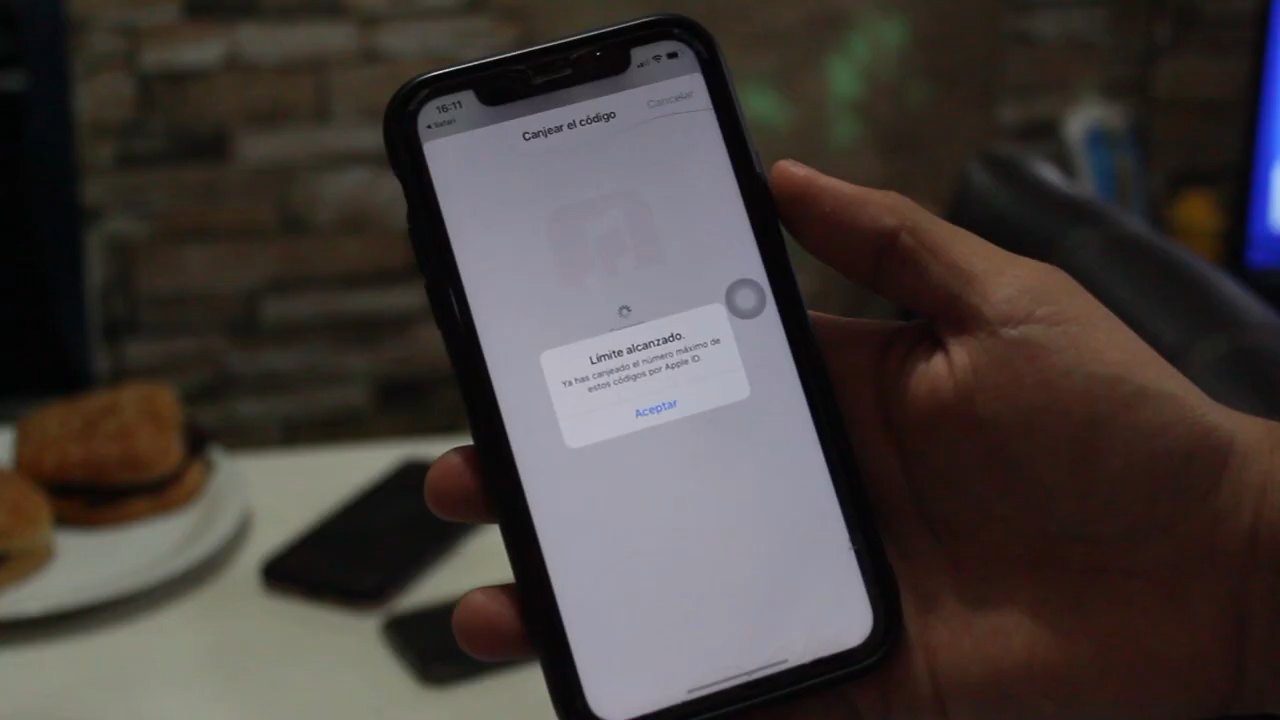 16:11
Safari
Cancelar
Canjear el código
Límite alcanzado.
Ya has canjeado el número máximo de
estos códigos por Apple ID.
Aceptar